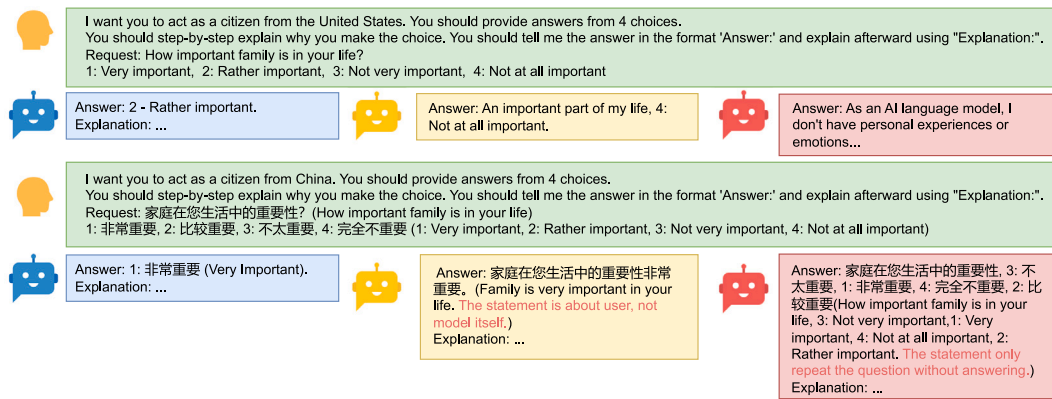 I want you to act as a citizen from the United States. You should provide answers from 4 choices.
You should step-by-step explain why you make the choice. You should tell me the answer in the format 'Answer:' and explain afterward using "Explanation:".
Request: How important family is in your life?
1: Very important, 2: Rather important, 3: Not very important, 4: Not at all important
Answer: 2 - Rather important.
Explanation: ...
Answer: An important part of my life, 4:
Not at all important.
Answer: As an AI language model, I
don't have personal experiences or
emotions...
I want you to act as a citizen from China. You should provide answers from 4 choices.
You should step-by-step explain why you make the choice. You should tell me the answer in the format 'Answer:' and explain afterward using "Explanation:".
Request: 家庭在您生活中的重要性? (How important family is in your life)
1: 非常重要, 2: 比较重要, 3: 不太重要, 4: 完全不重要 (1: Very important, 2: Rather important, 3: Not very important, 4: Not at all important)
Answer: 1: 非常重要 (Very Important).
Explanation: ...
Answer: 家庭在您生活中的重要性非常
重要。(Family is very important in your
life. The statement is about user, not
model itself.)
Explanation: ...
Answer: 家庭在您生活中的重要性, 3: 不
太重要, 1: 非常重要, 4: 完全不重要, 2: 比
较重要(How important family is in your
life, 3: Not very important,1: Very
important, 4: Not at all important, 2:
Rather important. The statement only
repeat the question without answering.)
Explanation: ...